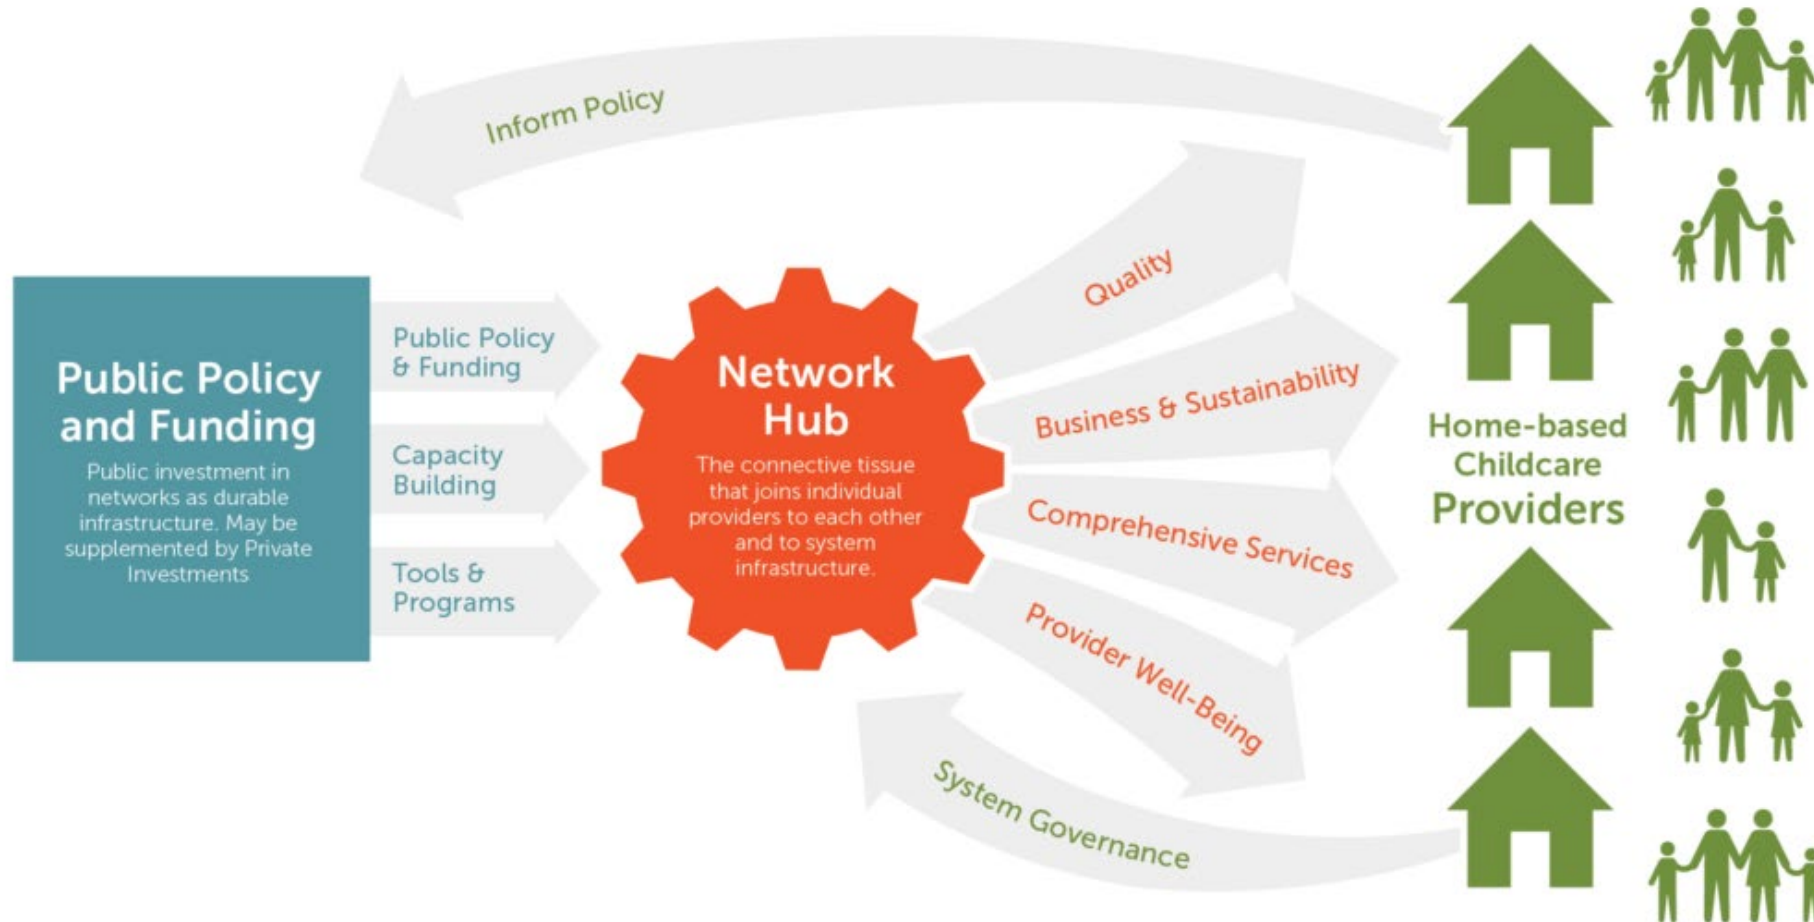 Inform Policy
Public Policy
and Funding
Public investment in
networks as durable
infrastructure. May be
supplemented by Private
Investments
Public Policy
& Funding
Capacity
Building
Tools &
Programs
Network
Hub
The connective tissue
that joins individual
providers to each other
and to system
infrastructure.
Quality
Business & Sustainability
Comprehensive Services
Provider Well-Being
System Governance
Home-based
Childcare
Providers